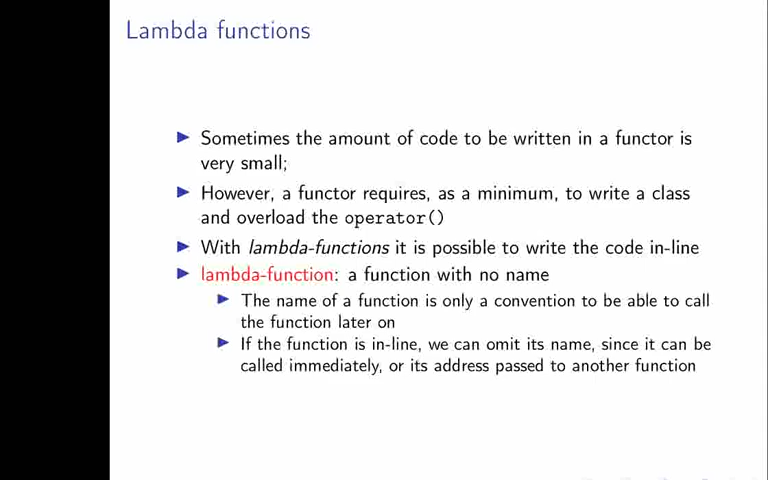 Lambda functions
Sometimes the amount of code to be written in a functor is
very small;
However, a functor requires, as a minimum, to write a class
and overload the operator()
With lambda-functions it is possible to write the code in-line
lambda-function: a function with no name
The name of a function is only a convention to be able to call
the function later on
If the function is in-line, we can omit its name, since it can be
called immediately, or its address passed to another function